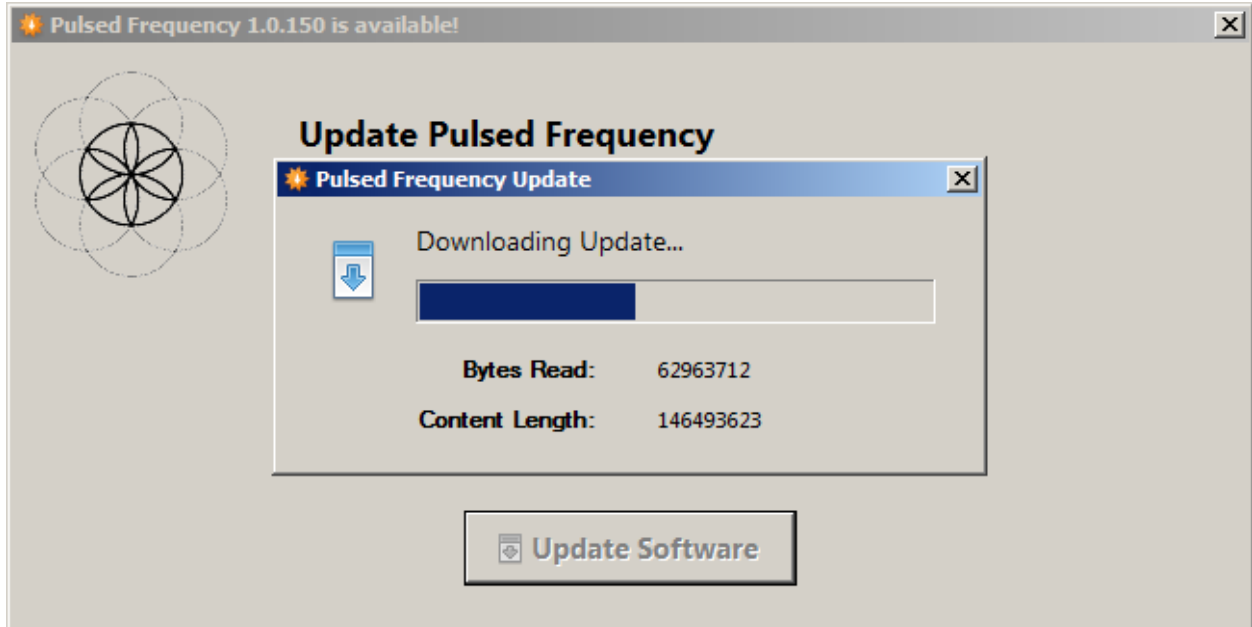 Pulsed Frequency 1.0.150 is available!
Update Pulsed Frequency
Pulsed Frequency Update
Downloading Update...
Bytes Read: 62963712
Content Length: 146493623
Update Software